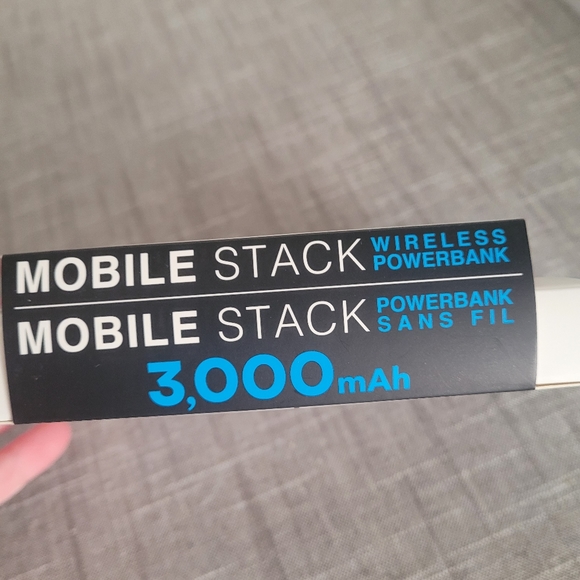 MOBILE STACK WIRELESS POWERBANK
MOBILE STACK POWERBANK SANS FIL
3,000mAh